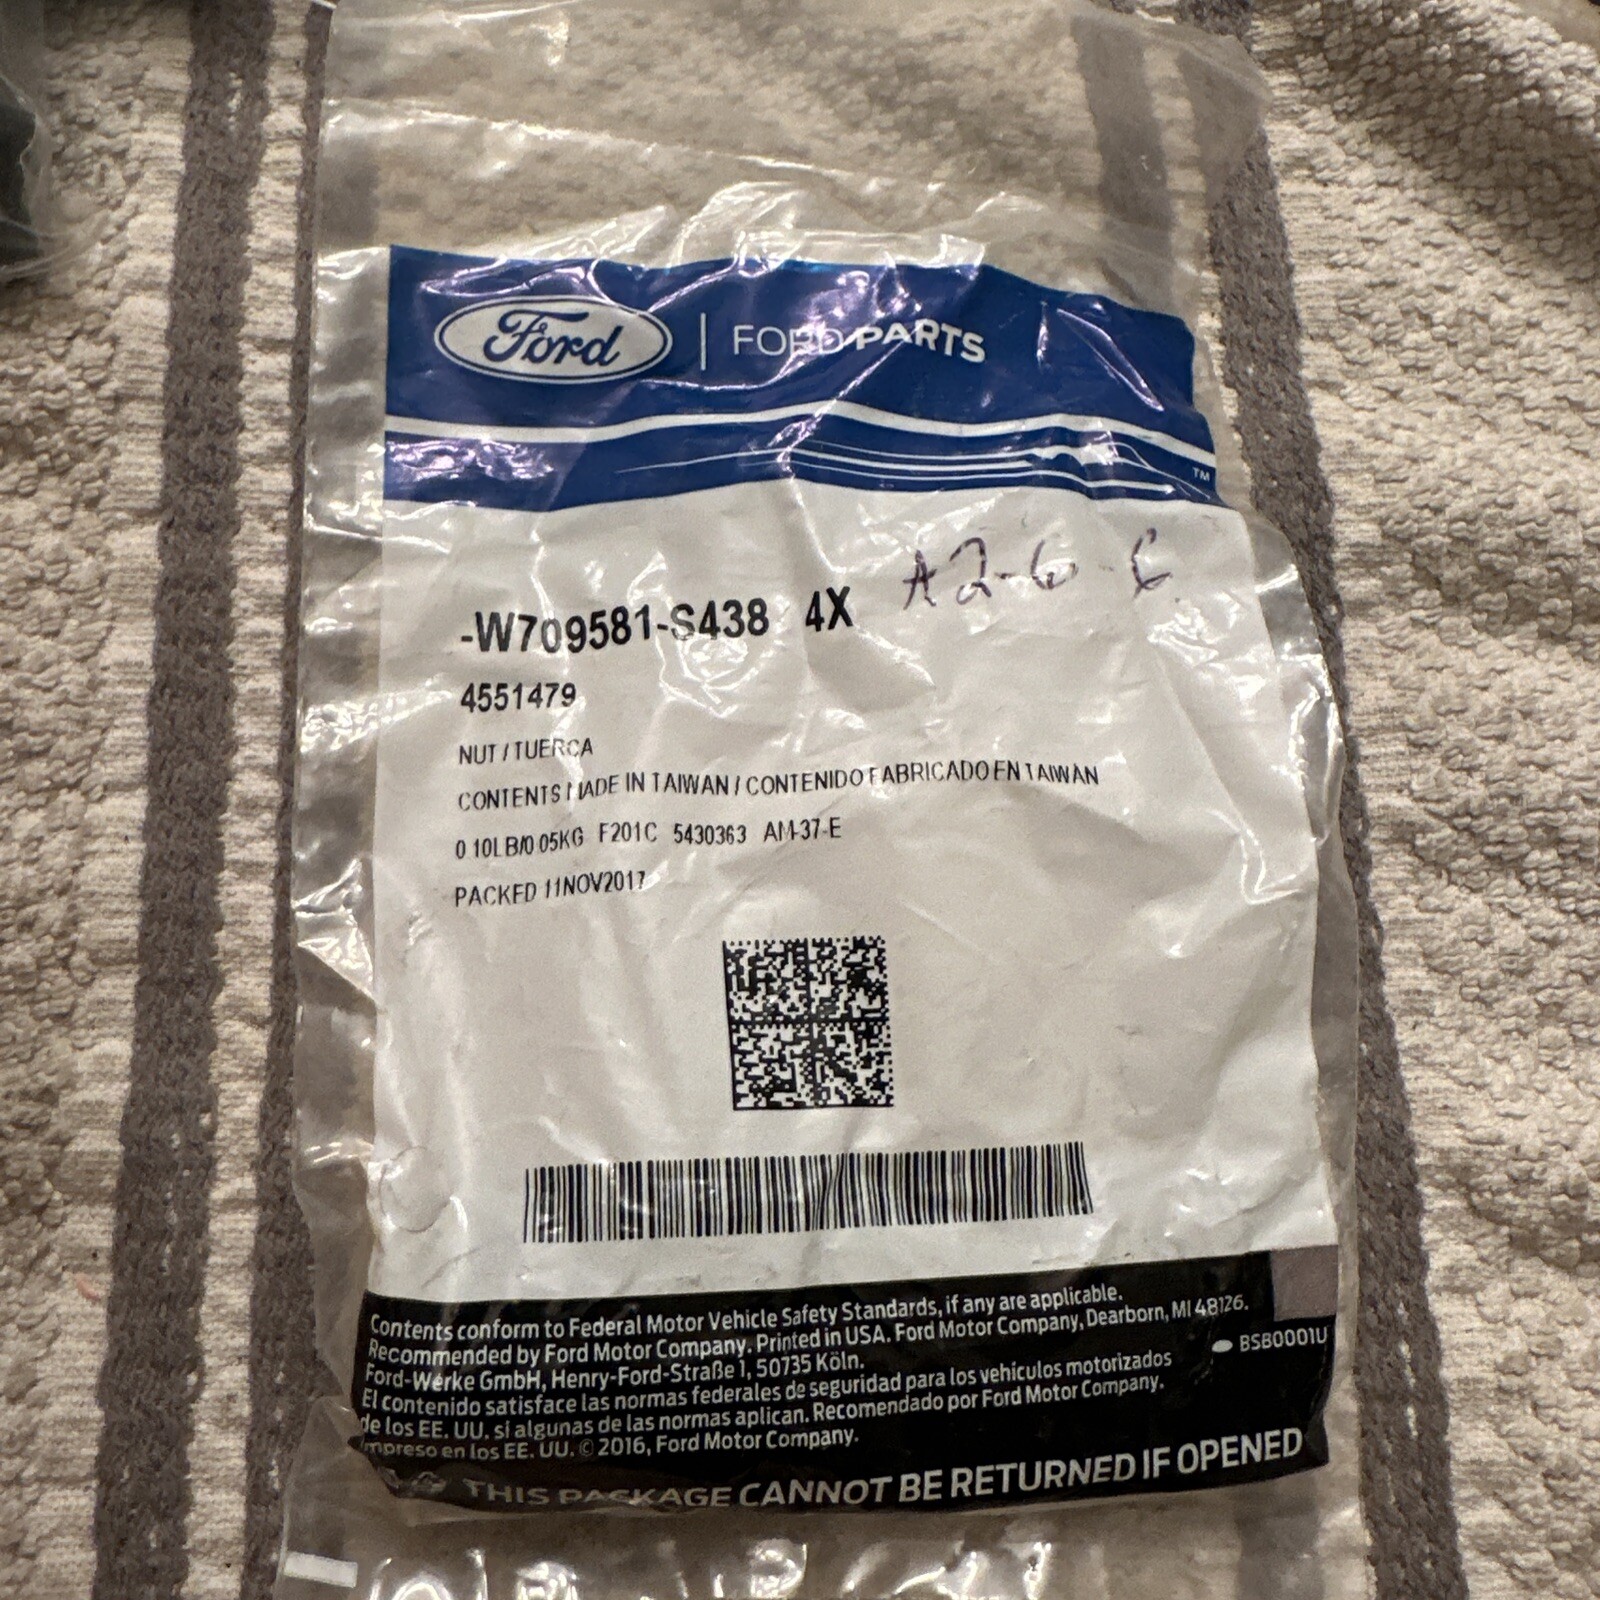 Ford | FORD PARTS
TM
A2-6-C
-W709581-S438 4X
4551479
NUT / TUERCA
CONTENTS MADE IN TAIWAN / CONTENIDO FABRICADO EN TAIWAN
0.10LB/0.05KG F201C 5430363 AM-37-E
PACKED 11NOV2017
Contents conform to Federal Motor Vehicle Safety Standards, if any are applicable.
Recommended by Ford Motor Company. Printed in USA. Ford Motor Company, Dearborn, MI 48126.
Ford-Werke GmbH, Henry-Ford-Straße 1, 50735 Köln.
BSB0001U
El contenido satisface las normas federales de seguridad para los vehículos motorizados
de los EE. UU. si algunas de las normas aplican. Recomendado por Ford Motor Company.
Impreso en los EE. UU. © 2016, Ford Motor Company.
THIS PACKAGE CANNOT BE RETURNED IF OPENED